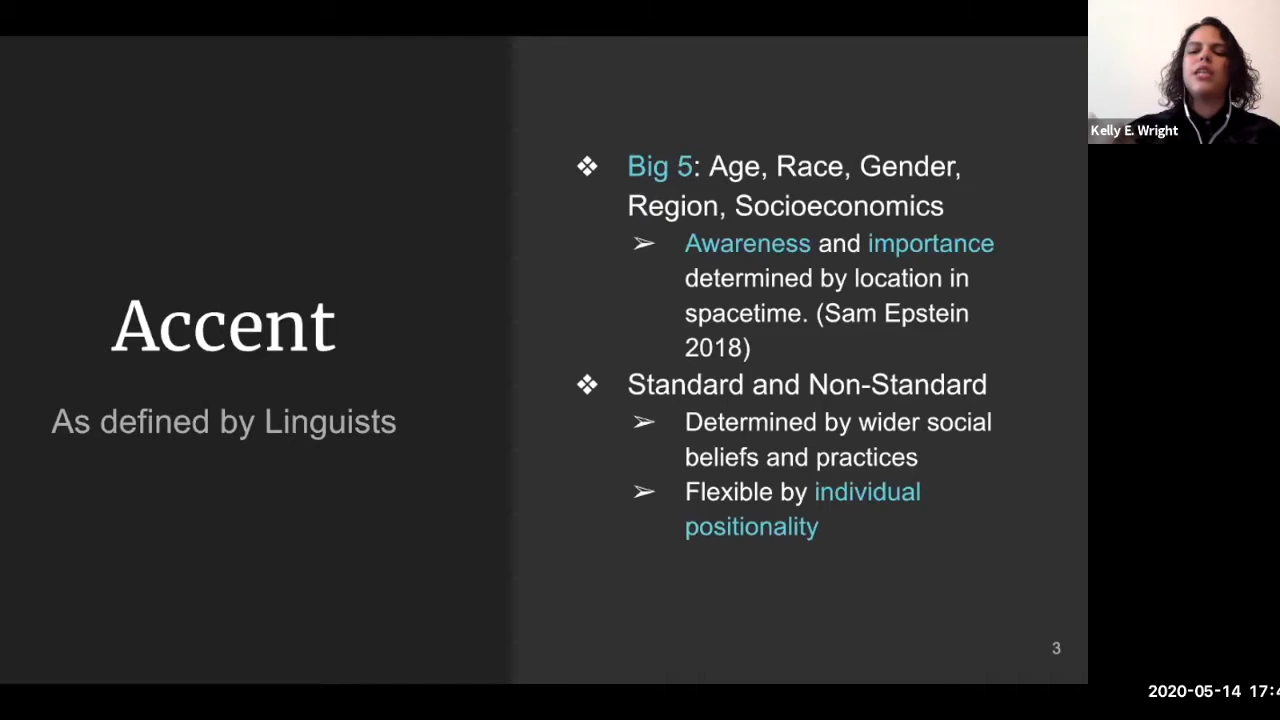 Kelly E. Wright
Accent
As defined by Linguists
❖ Big 5: Age, Race, Gender,
Region, Socioeconomics
➢ Awareness and importance
determined by location in
spacetime. (Sam Epstein
2018)
❖ Standard and Non-Standard
➢ Determined by wider social
beliefs and practices
➢ Flexible by individual
positionality
3
2020-05-14 17:4